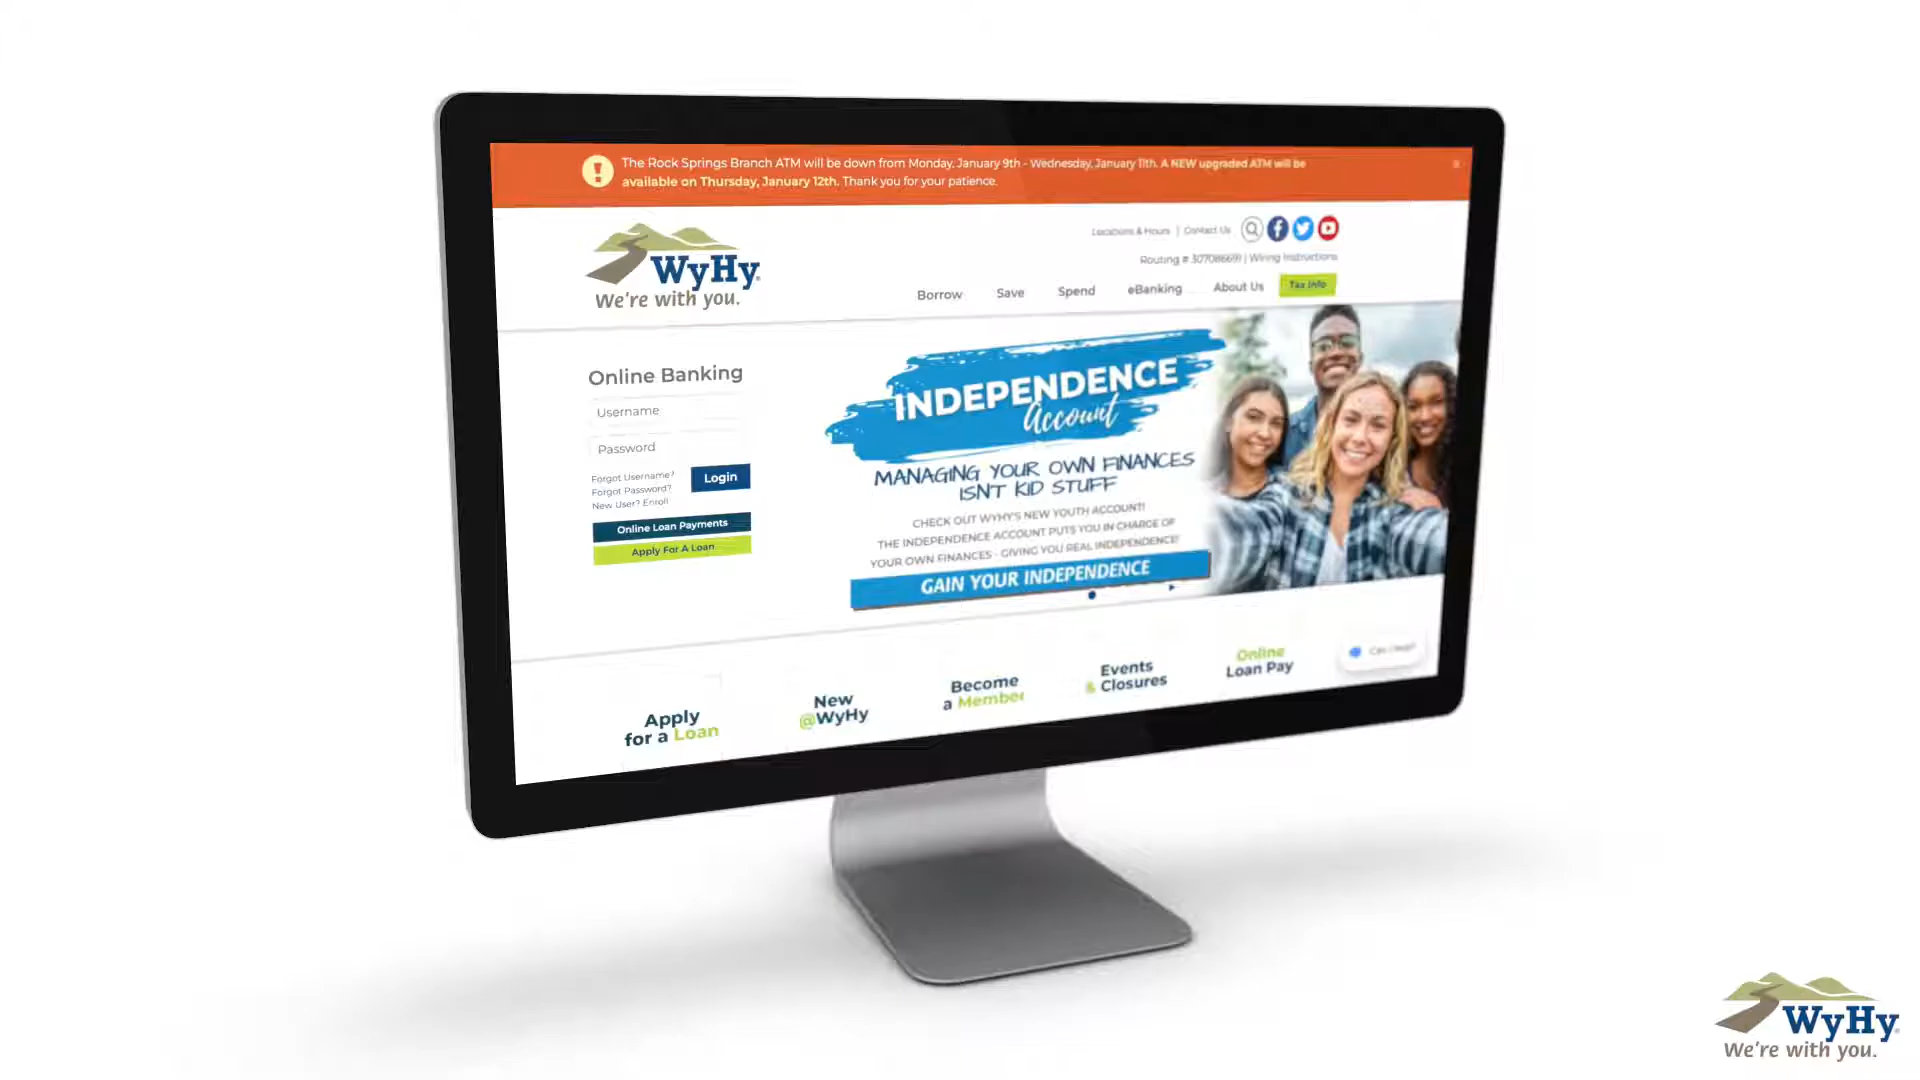 The Rock Springs Branch ATM will be down from Monday, January 9th - Wednesday, January 11th. A NEW upgraded ATM will be
available on Thursday, January 12th. Thank you for your patience.
WyHy
We're with you.
Locations & Hours | Contact Us
Routing # 307086691 | Wiring Instructions
Borrow Save Spend eBanking About Us Tax Info
Online Banking
Username
Password
Forgot Username?
Forgot Password?
New User? Enroll
Login
Online Loan Payments
Apply For A Loan
INDEPENDENCE
Account
MANAGING YOUR OWN FINANCES
ISN'T KID STUFF
CHECK OUT WYHY'S NEW YOUTH ACCOUNT!
THE INDEPENDENCE ACCOUNT PUTS YOU IN CHARGE OF
YOUR OWN FINANCES - GIVING YOU REAL INDEPENDENCE!
GAIN YOUR INDEPENDENCE
Apply
for a Loan
New
@WyHy
Become
a Member
Events
& Closures
Online
Loan Pay
WyHy
We're with you.